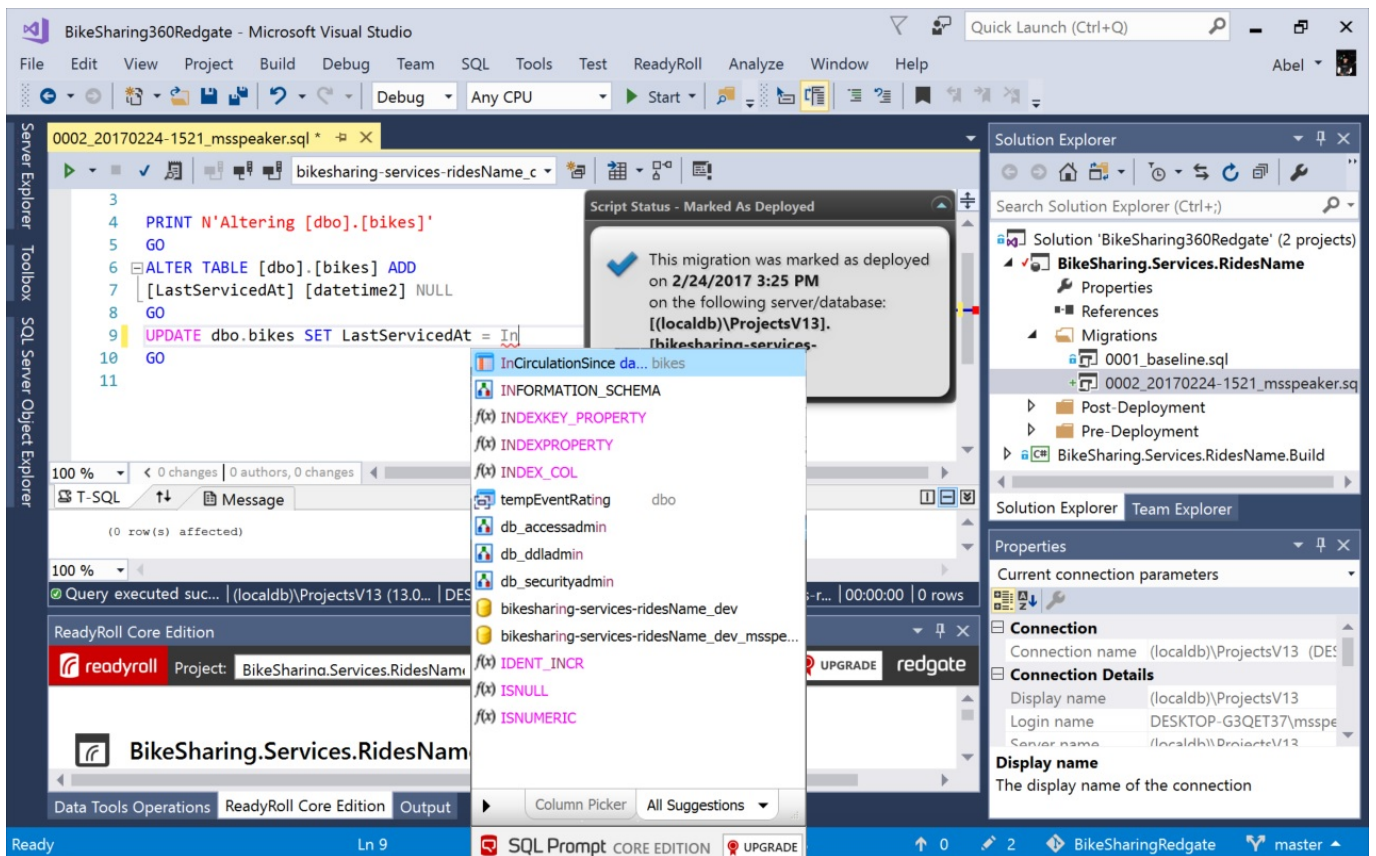 BikeSharing360Redgate - Microsoft Visual Studio
Quick Launch (Ctrl+Q)
File Edit View Project Build Debug Team SQL Tools Test ReadyRoll Analyze Window Help
Abel
Debug Any CPU Start
Server Explorer
Toolbox
SQL Server Object Explorer
0002_20170224-1521_msspeaker.sql *
bikesharing-services-ridesName_c
3
4 PRINT N'Altering [dbo].[bikes]'
5 GO
6 ALTER TABLE [dbo].[bikes] ADD
7 [LastServicedAt] [datetime2] NULL
8 GO
9 UPDATE dbo.bikes SET LastServicedAt = In
10 GO
11
Script Status - Marked As Deployed
This migration was marked as deployed
on 2/24/2017 3:25 PM
on the following server/database:
[(localdb)\ProjectsV13].
[bikesharing-services-
InCirculationSince da... bikes
INFORMATION_SCHEMA
INDEXKEY_PROPERTY
INDEXPROPERTY
INDEX_COL
tempEventRating dbo
db_accessadmin
db_ddladmin
db_securityadmin
bikesharing-services-ridesName_dev
bikesharing-services-ridesName_dev_msspe...
IDENT_INCR
ISNULL
ISNUMERIC
Column Picker All Suggestions
SQL Prompt CORE EDITION UPGRADE
100 % 0 changes | 0 authors, 0 changes
T-SQL Message
(0 row(s) affected)
100 %
Query executed suc... | (localdb)\ProjectsV13 (13.0... | DES
s-r... | 00:00:00 | 0 rows
ReadyRoll Core Edition
readyroll Project: BikeSharing.Services.RidesName
UPGRADE redgate
BikeSharing.Services.RidesNam
Data Tools Operations ReadyRoll Core Edition Output
Solution Explorer
Search Solution Explorer (Ctrl+;)
Solution 'BikeSharing360Redgate' (2 projects)
BikeSharing.Services.RidesName
Properties
References
Migrations
0001_baseline.sql
0002_20170224-1521_msspeaker.sq
Post-Deployment
Pre-Deployment
C# BikeSharing.Services.RidesName.Build
Solution Explorer Team Explorer
Properties
Current connection parameters
Connection
Connection name (localdb)\ProjectsV13 (DES
Connection Details
Display name (localdb)\ProjectsV13
Login name DESKTOP-G3QET37\msspe
Server name (localdb)\ProjectsV13
Display name
The display name of the connection
Ready Ln 9 0 2 BikeSharingRedgate master